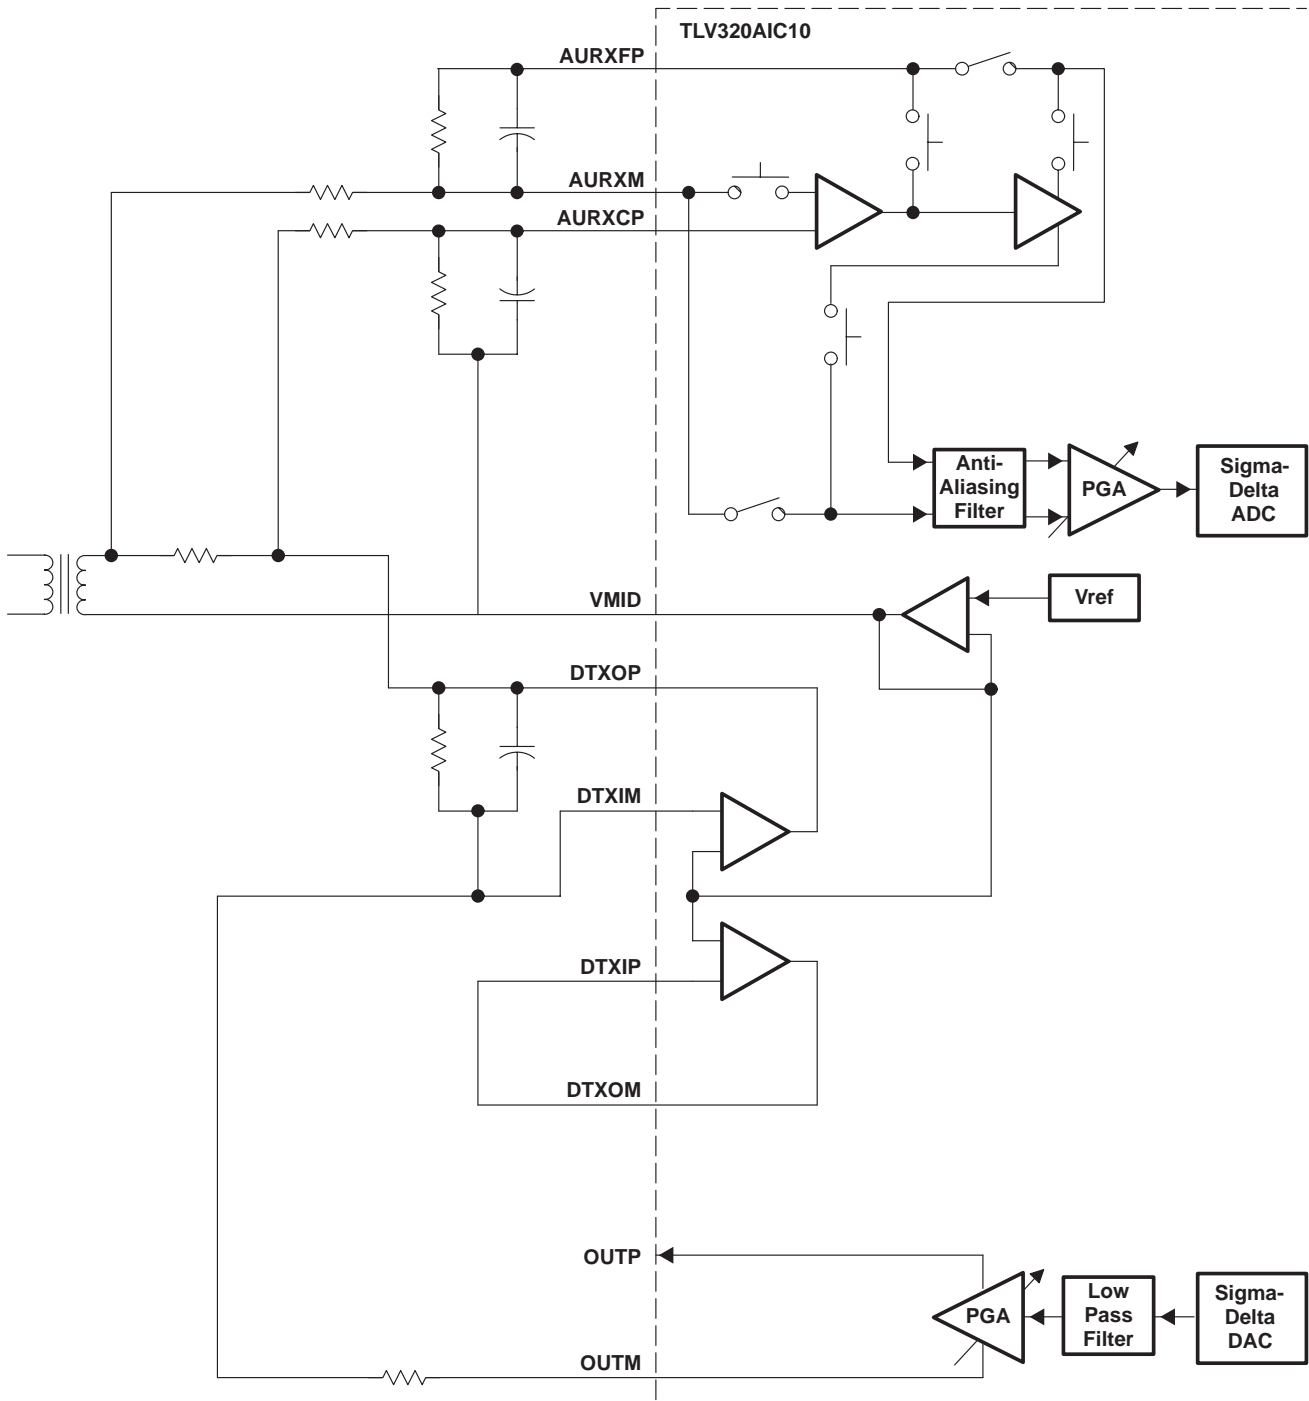 TLV320AIC10
AURXFP
AURXM
AURXCP
Anti-
Aliasing
Filter
PGA
Sigma-
Delta
ADC
VMID
Vref
DTXOP
DTXIM
DTXIP
DTXOM
OUTP
PGA
Low
Pass
Filter
Sigma-
Delta
DAC
OUTM